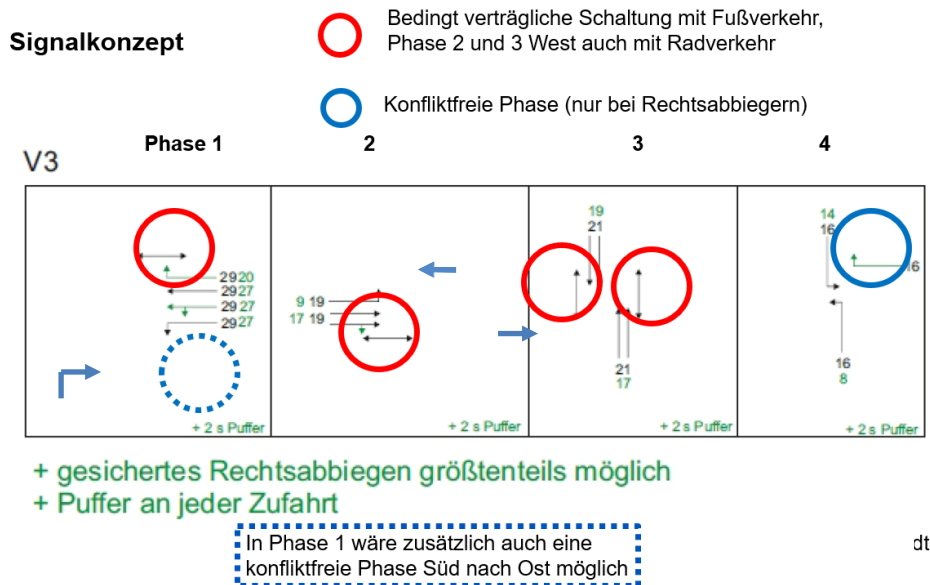 Signalkonzept
Bedingt verträgliche Schaltung mit Fußverkehr,
Phase 2 und 3 West auch mit Radverkehr
Konfliktfreie Phase (nur bei Rechtsabbiegern)
Phase 1 2 3 4
V3
29 20
29 27
29 27
29 27
+ 2 s Puffer
9 19
17 19
+ 2 s Puffer
19
21
21
17
+ 2 s Puffer
14
16
16
16
8
+ 2 s Puffer
+ gesichertes Rechtsabbiegen größtenteils möglich
+ Puffer an jeder Zufahrt
In Phase 1 wäre zusätzlich auch eine
konfliktfreie Phase Süd nach Ost möglich
dt